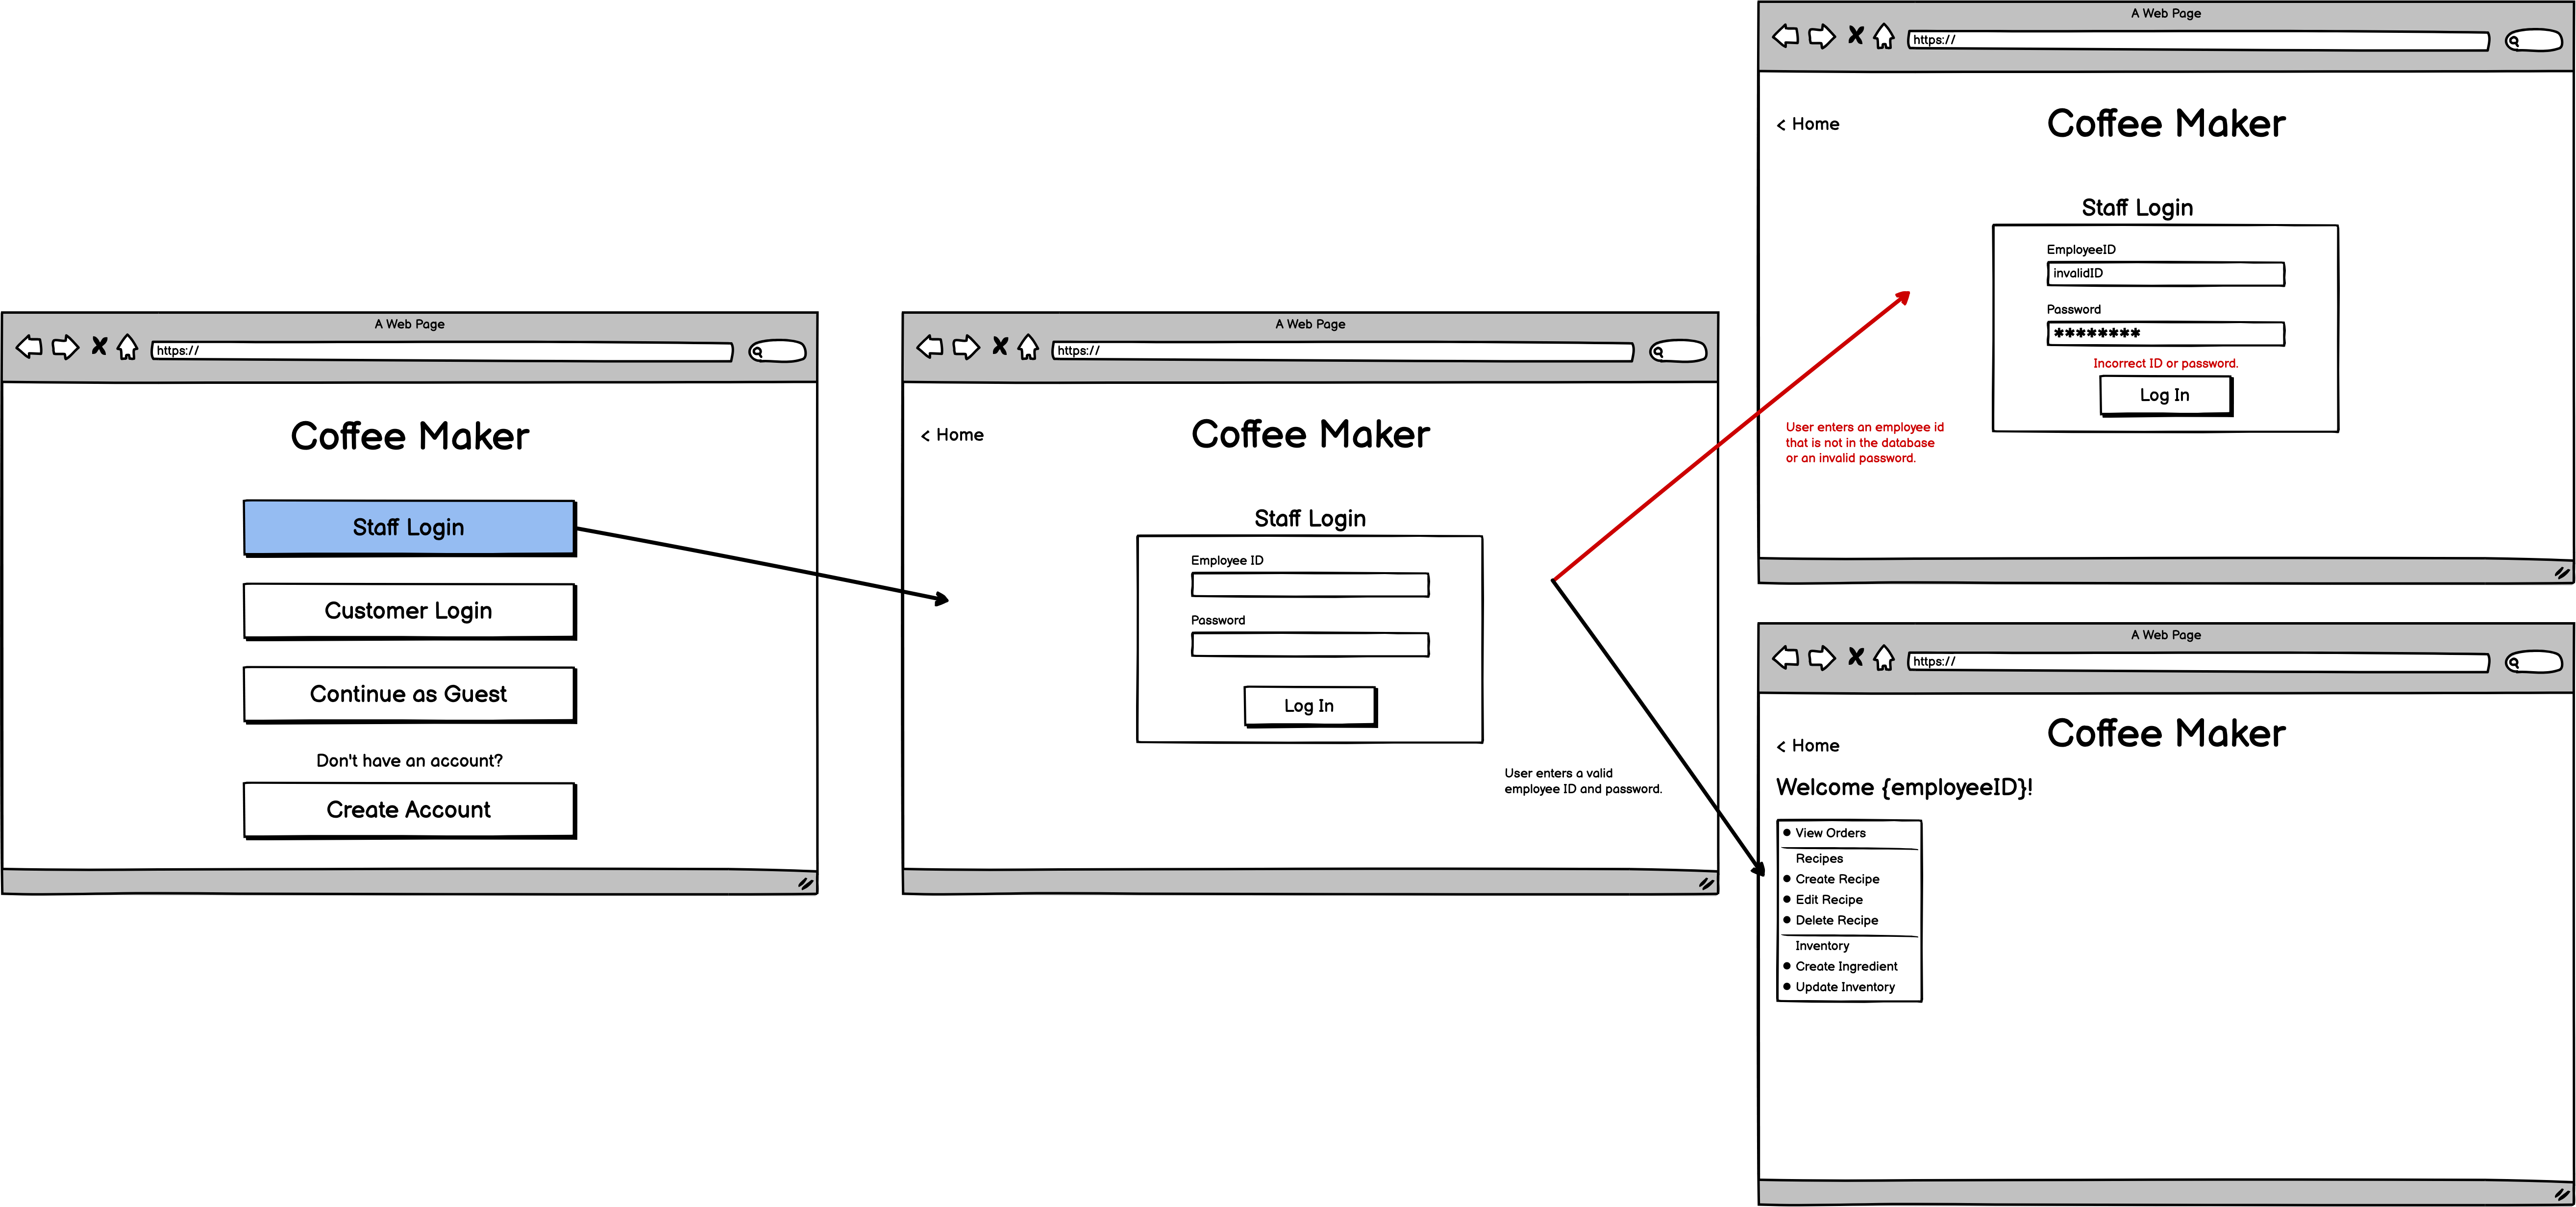 A Web Page
https://
Coffee Maker
Staff Login
Customer Login
Continue as Guest
Don't have an account?
Create Account
A Web Page
https://
< Home
Coffee Maker
Staff Login
Employee ID
Password
Log In
User enters a valid
employee ID and password.
A Web Page
https://
< Home
Coffee Maker
Staff Login
EmployeeID
invalidID
Password
********
Incorrect ID or password.
Log In
User enters an employee id
that is not in the database
or an invalid password.
A Web Page
https://
Coffee Maker
< Home
Welcome {employeeID}!
View Orders
Recipes
Create Recipe
Edit Recipe
Delete Recipe
Inventory
Create Ingredient
Update Inventory